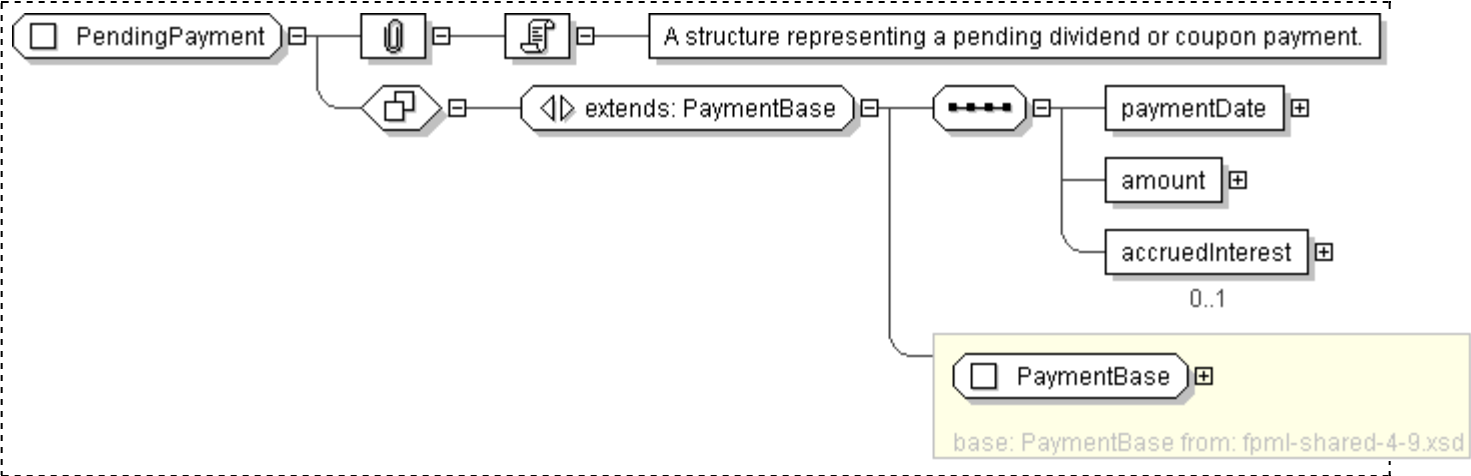 PendingPayment
A structure representing a pending dividend or coupon payment.
extends: PaymentBase
paymentDate
amount
accruedInterest
0..1
PaymentBase
base: PaymentBase from: fpml-shared-4-9.xsd